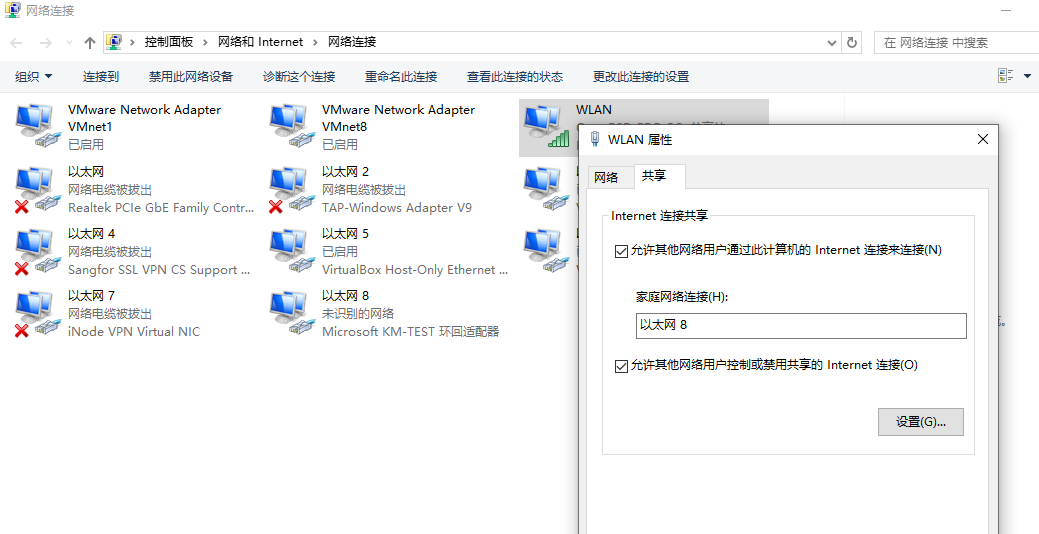 网络连接
控制面板 > 网络和 Internet > 网络连接
在 网络连接 中搜索
组织 连接到 禁用此网络设备 诊断这个连接 重命名此连接 查看此连接的状态 更改此连接的设置
VMware Network Adapter
VMnet1
已启用
VMware Network Adapter
VMnet8
已启用
WLAN
以太网
网络电缆被拔出
Realtek PCIe GbE Family Contr...
以太网 2
网络电缆被拔出
TAP-Windows Adapter V9
以太网 4
网络电缆被拔出
Sangfor SSL VPN CS Support ...
以太网 5
已启用
VirtualBox Host-Only Ethernet ...
以太网 7
网络电缆被拔出
iNode VPN Virtual NIC
以太网 8
未识别的网络
Microsoft KM-TEST 环回适配器
WLAN 属性
网络 共享
Internet 连接共享
允许其他网络用户通过此计算机的 Internet 连接来连接(N)
家庭网络连接(H):
以太网 8
允许其他网络用户控制或禁用共享的 Internet 连接(O)
设置(G)...